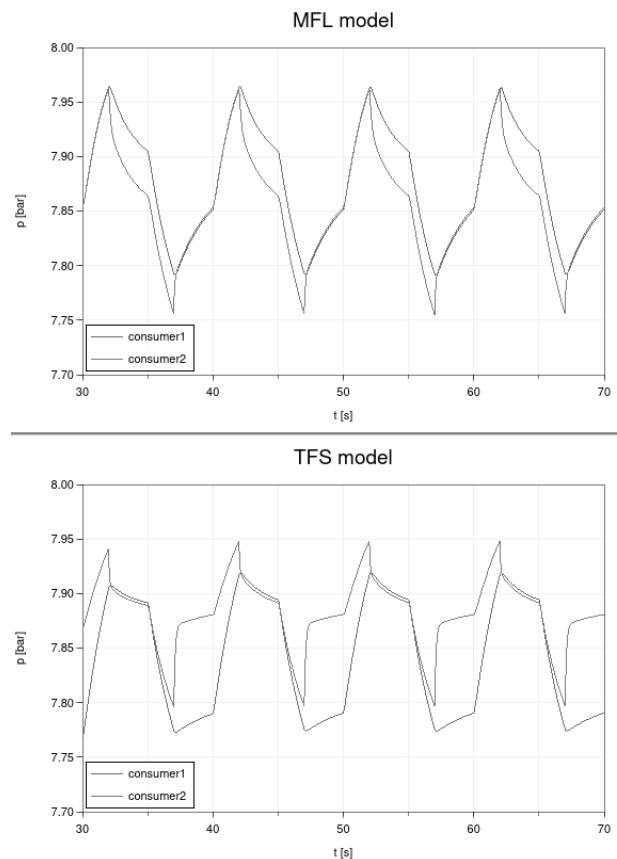 MFL model
8.00
7.95
7.90
7.85
7.80
7.75
7.70
p [bar]
consumer1
consumer2
30 40 50 60 70
t [s]
TFS model
8.00
7.95
7.90
7.85
7.80
7.75
7.70
p [bar]
consumer1
consumer2
30 40 50 60 70
t [s]